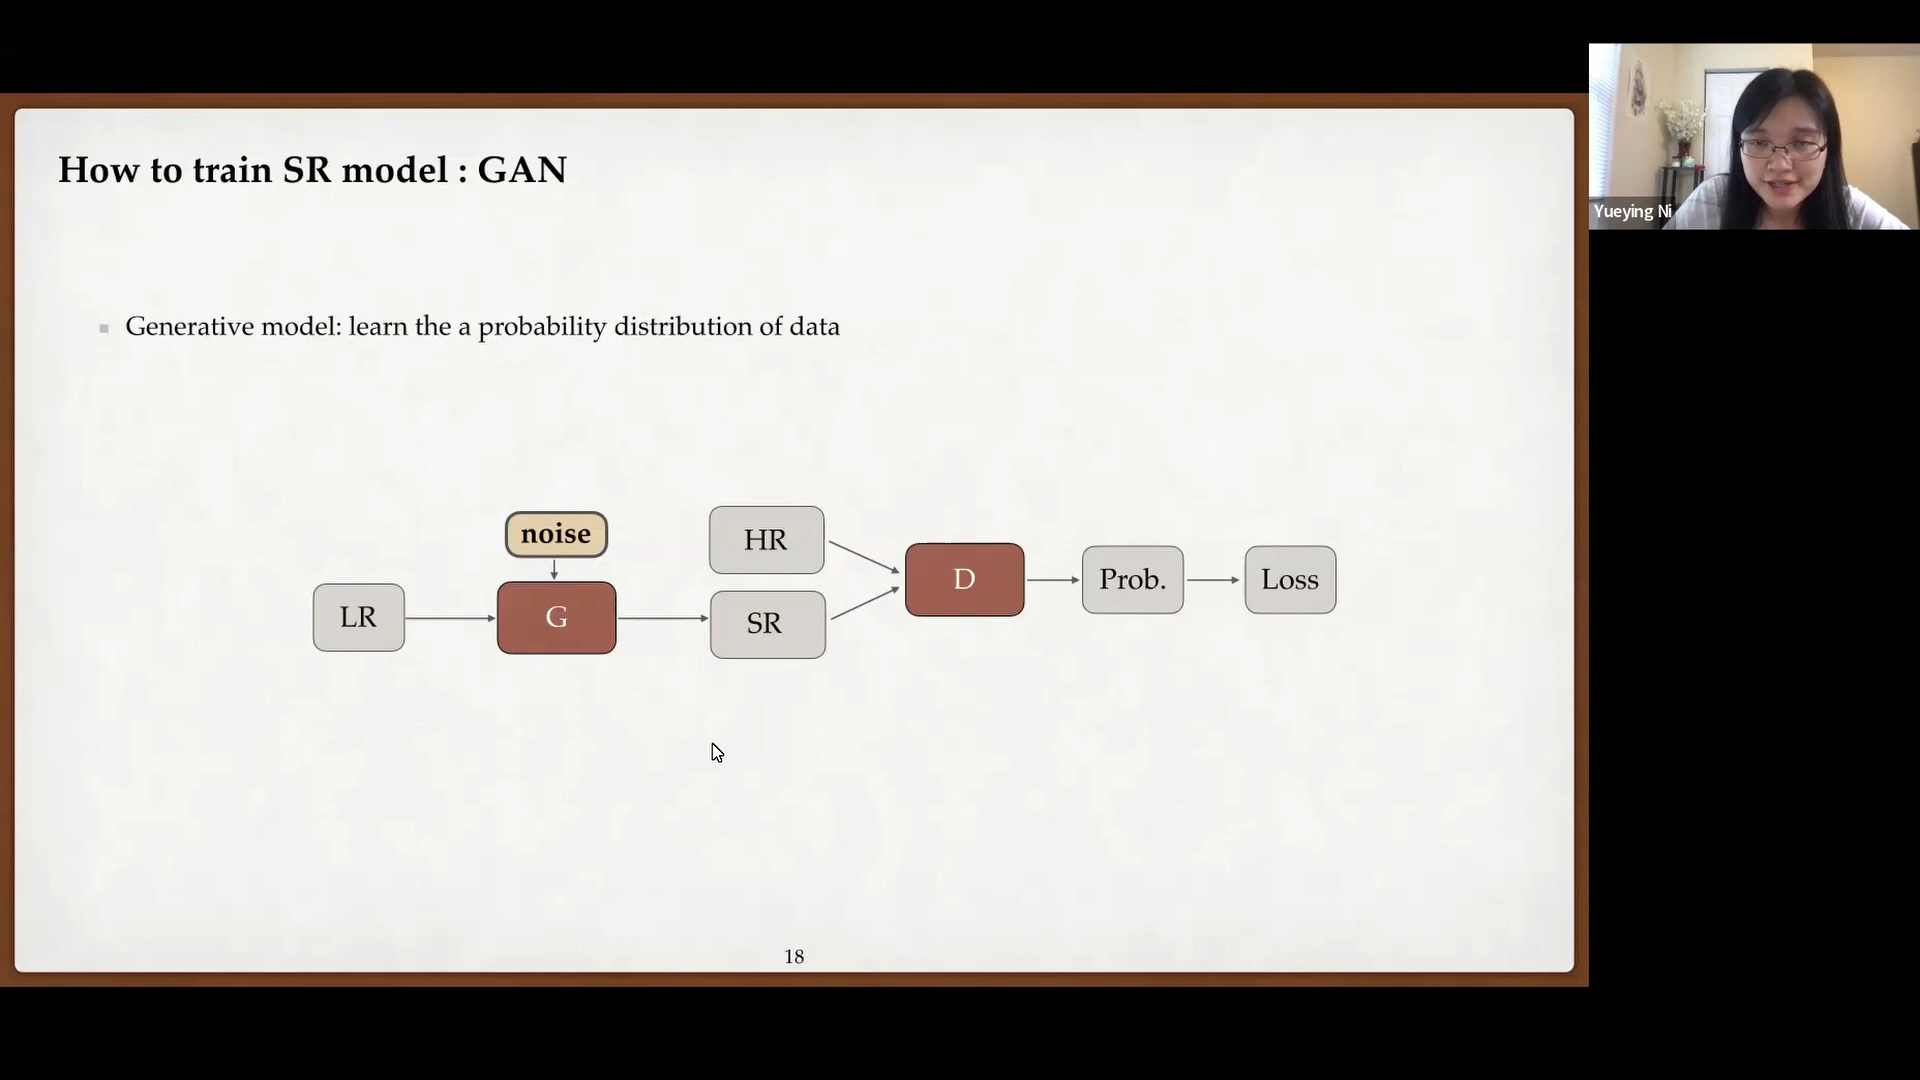 How to train SR model : GAN
Yueying Ni
Generative model: learn the a probability distribution of data
noise
HR
LR
G
SR
D
Prob.
Loss
18